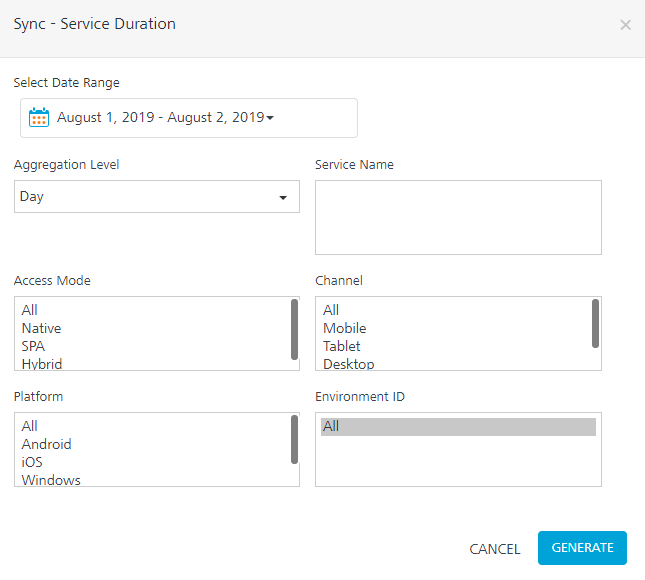 Sync - Service Duration
×
Select Date Range
August 1, 2019 - August 2, 2019
Aggregation Level
Service Name
Day
Access Mode
Channel
All
Native
SPA
Hybrid
All
Mobile
Tablet
Desktop
Platform
Environment ID
All
Android
iOS
Windows
All
CANCEL
GENERATE